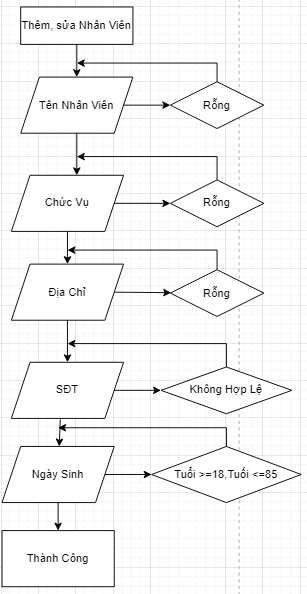 Thêm, sửa Nhân Viên
Tên Nhân Viên
Rỗng
Chức Vụ
Rỗng
Địa Chỉ
Rỗng
SĐT
Không Hợp Lệ
Ngày Sinh
Tuổi >=18,Tuổi <=85
Thành Công